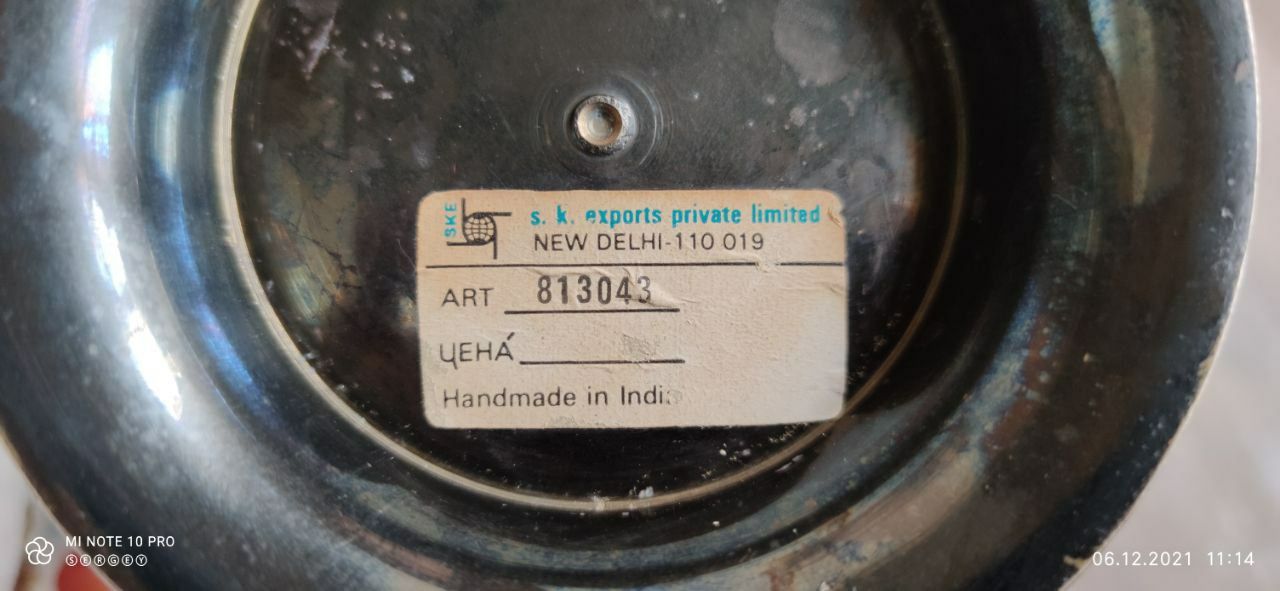 SKE
s. k. exports private limited
NEW DELHI-110 019
ART 813043
ЦЕНА́
Handmade in Indi
MI NOTE 10 PRO
SERGEY
06.12.2021 11:14